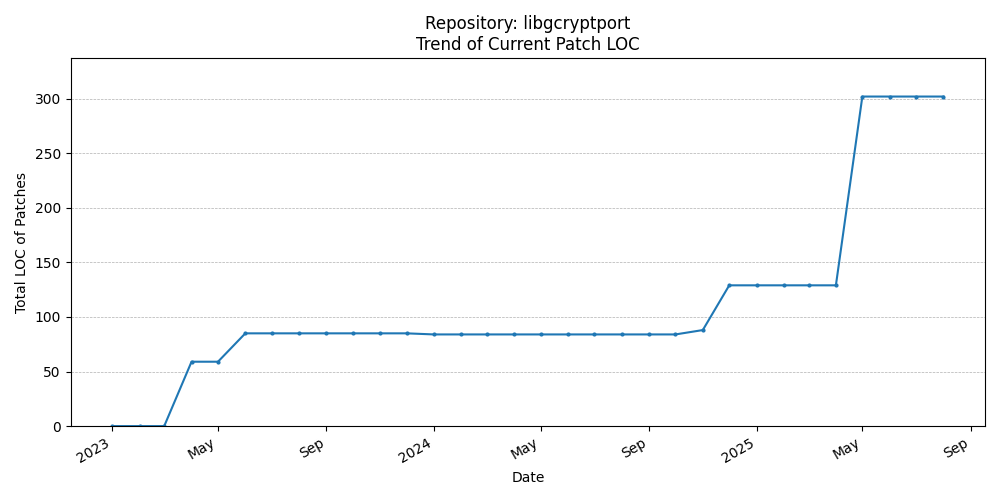 Repository: libgcryptport
Trend of Current Patch LOC
Total LOC of Patches
300
250
200
150
100
50
0
2023
May
Sep
2024
May
Sep
2025
May
Sep
Date